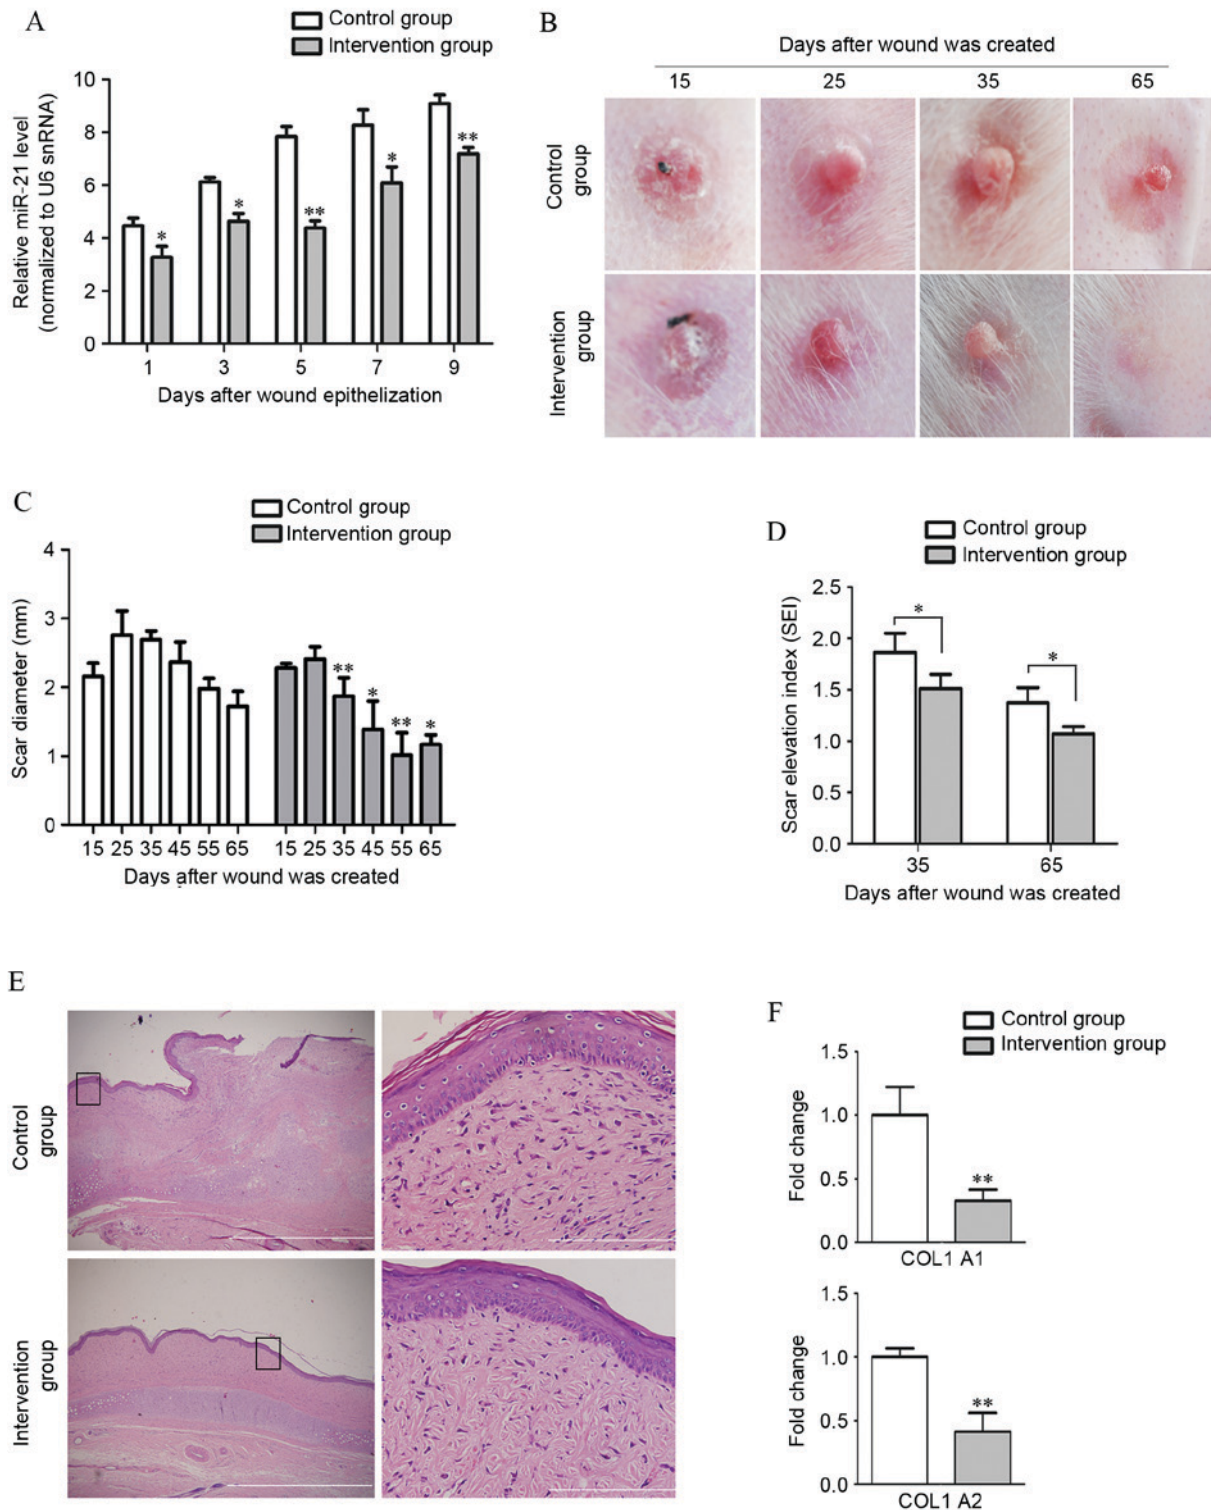 A
Control group
Intervention group
Relative miR-21 level
(normalized to U6 snRNA)
10
8
6
4
2
0
* * ** * **
1 3 5 7 9
Days after wound epithelization
B
Days after wound was created
15 25 35 65
Control
group
Intervention
group
C
Control group
Intervention group
Scar diameter (mm)
4
3
2
1
0
** * ** *
15 25 35 45 55 65 15 25 35 45 55 65
Days after wound was created
D
Control group
Intervention group
Scar elevation index (SEI)
2.5
2.0
1.5
1.0
0.5
0.0
* *
35 65
Days after wound was created
E
Control
group
Intervention
group
F
Control group
Intervention group
Fold change
1.5
1.0
0.5
0.0
**
COL1 A1
Fold change
1.5
1.0
0.5
0.0
**
COL1 A2